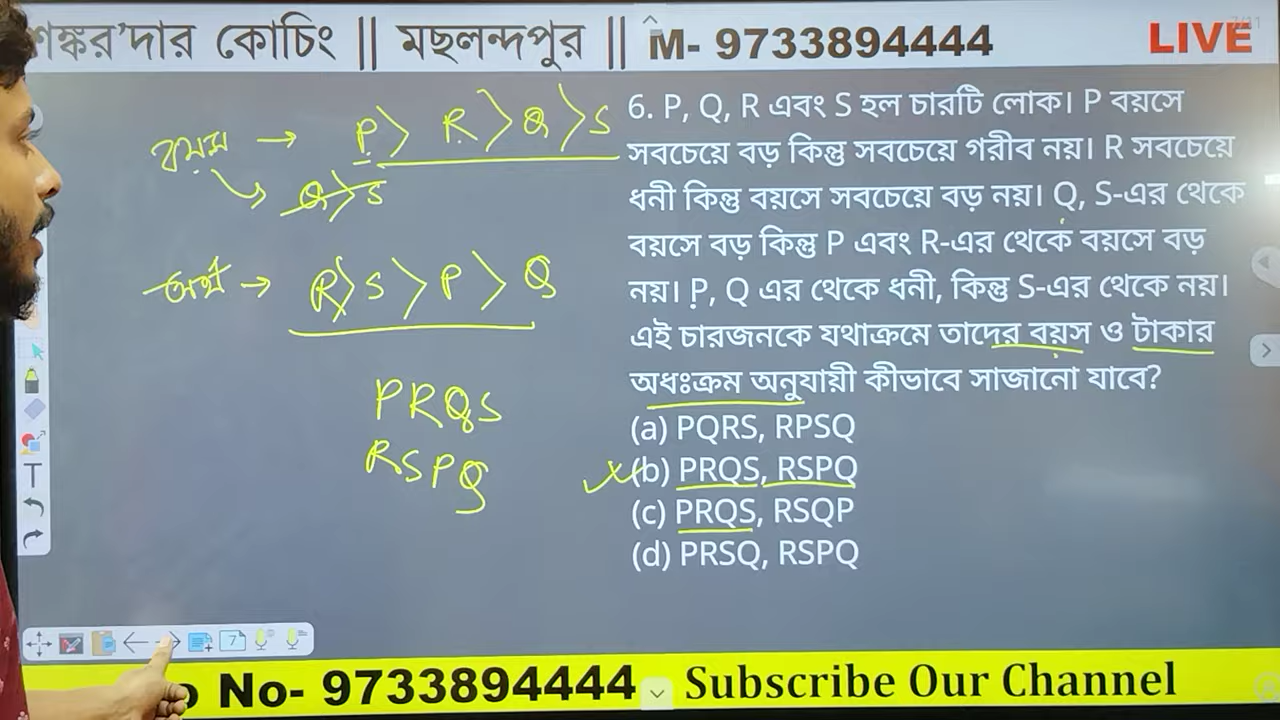 শঙ্কর’দার কোচিং || মছলন্দপুর || M- 9733894444 LIVE
7/11
বয়স → P > R > Q > S
Q > S
অর্থ → R > S > P > Q
PRQS
RSPQ
6. P, Q, R এবং S হল চারটি লোক। P বয়সে
সবচেয়ে বড় কিন্তু সবচেয়ে গরীব নয়। R সবচেয়ে
ধনী কিন্তু বয়সে সবচেয়ে বড় নয়। Q, S-এর থেকে
বয়সে বড় কিন্তু P এবং R-এর থেকে বয়সে বড়
নয়। P, Q এর থেকে ধনী, কিন্তু S-এর থেকে নয়।
এই চারজনকে যথাক্রমে তাদের বয়স ও টাকার
অধঃক্রম অনুযায়ী কীভাবে সাজানো যাবে?
(a) PQRS, RPSQ
(b) PRQS, RSPQ
(c) PRQS, RSQP
(d) PRSQ, RSPQ
7
No- 9733894444 Subscribe Our Channel